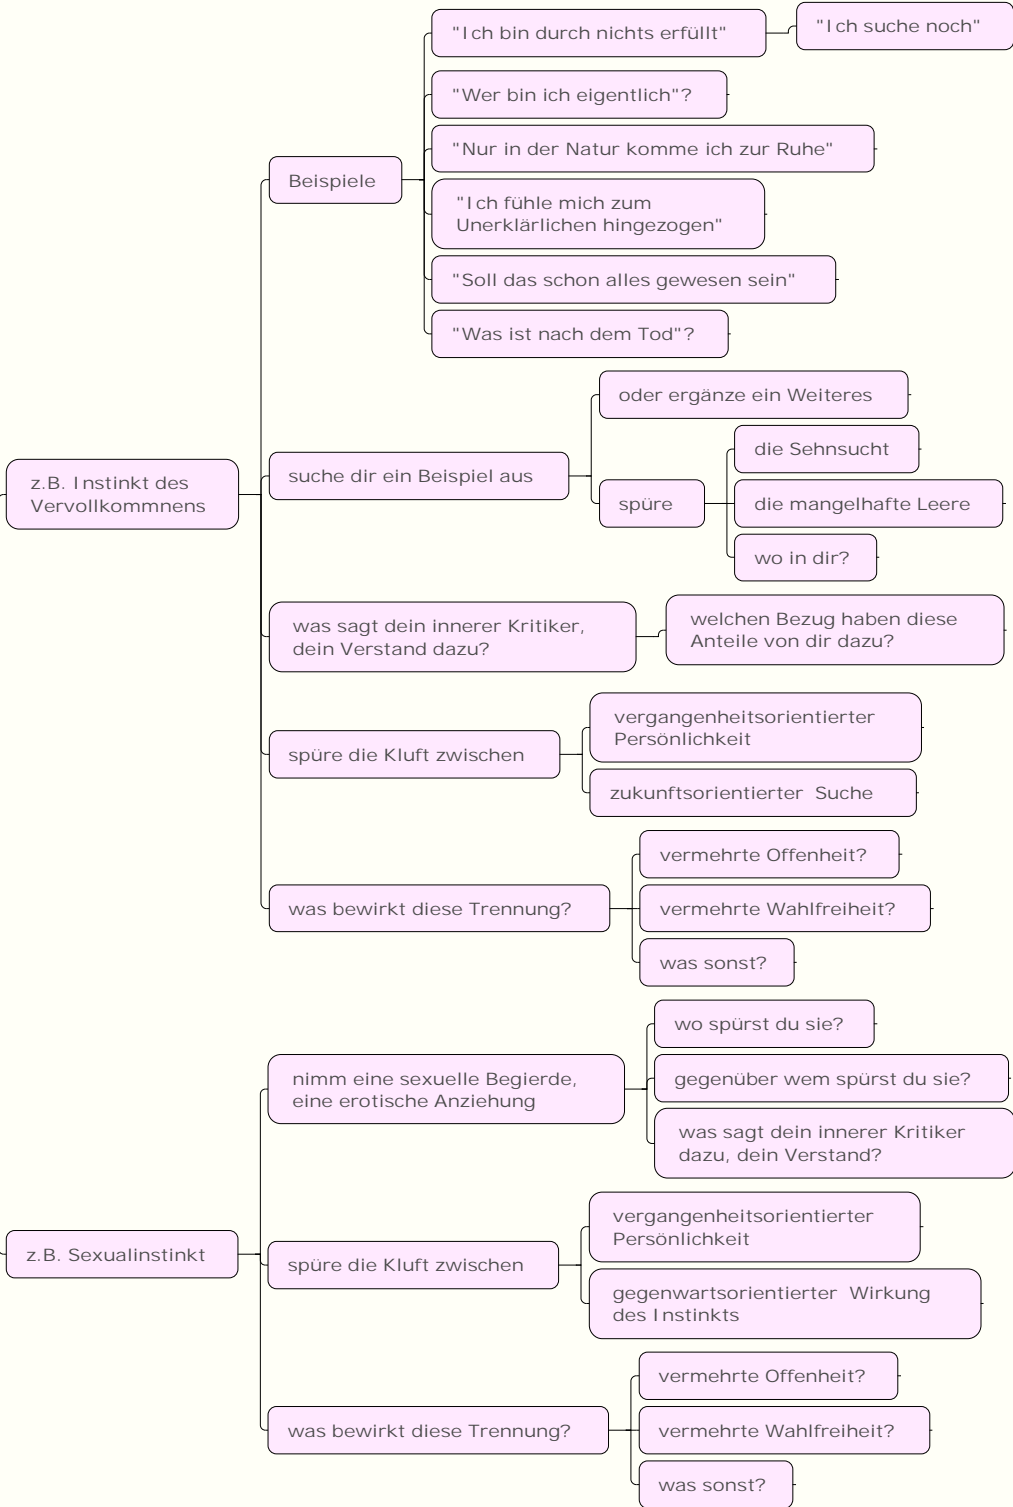 "Ich bin durch nichts erfüllt"
"Ich suche noch"
"Wer bin ich eigentlich"?
"Nur in der Natur komme ich zur Ruhe"
Beispiele
"Ich fühle mich zum
Unerklärlichen hingezogen"
"Soll das schon alles gewesen sein"
"Was ist nach dem Tod"?
oder ergänze ein Weiteres
die Sehnsucht
z.B. Instinkt des
Vervollkommnens
suche dir ein Beispiel aus
spüre
die mangelhafte Leere
wo in dir?
was sagt dein innerer Kritiker,
dein Verstand dazu?
welchen Bezug haben diese
Anteile von dir dazu?
vergangenheitsorientierter
Persönlichkeit
spüre die Kluft zwischen
zukunftsorientierter Suche
vermehrte Offenheit?
was bewirkt diese Trennung?
vermehrte Wahlfreiheit?
was sonst?
wo spürst du sie?
nimm eine sexuelle Begierde,
eine erotische Anziehung
gegenüber wem spürst du sie?
was sagt dein innerer Kritiker
dazu, dein Verstand?
vergangenheitsorientierter
Persönlichkeit
z.B. Sexualinstinkt
spüre die Kluft zwischen
gegenwartsorientierter Wirkung
des Instinkts
vermehrte Offenheit?
was bewirkt diese Trennung?
vermehrte Wahlfreiheit?
was sonst?